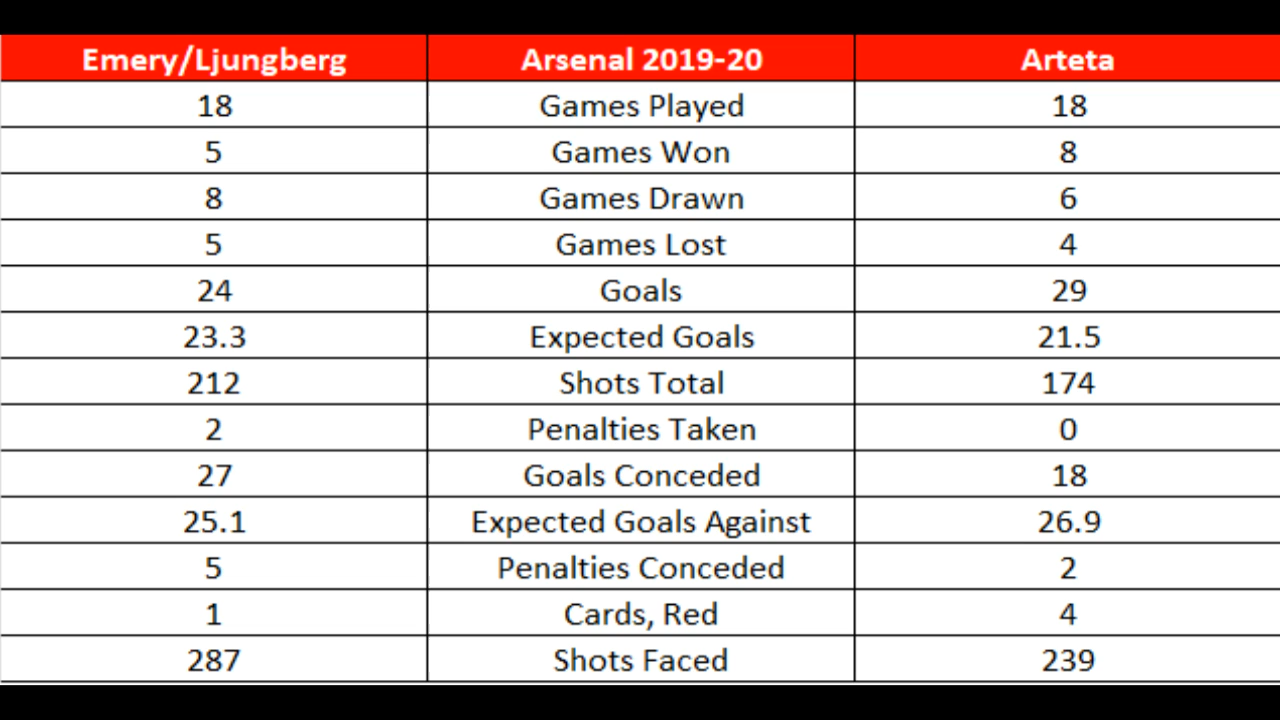 Emery/Ljungberg Arsenal 2019-20 Arteta
18 Games Played 18
5 Games Won 8
8 Games Drawn 6
5 Games Lost 4
24 Goals 29
23.3 Expected Goals 21.5
212 Shots Total 174
2 Penalties Taken 0
27 Goals Conceded 18
25.1 Expected Goals Against 26.9
5 Penalties Conceded 2
1 Cards, Red 4
287 Shots Faced 239